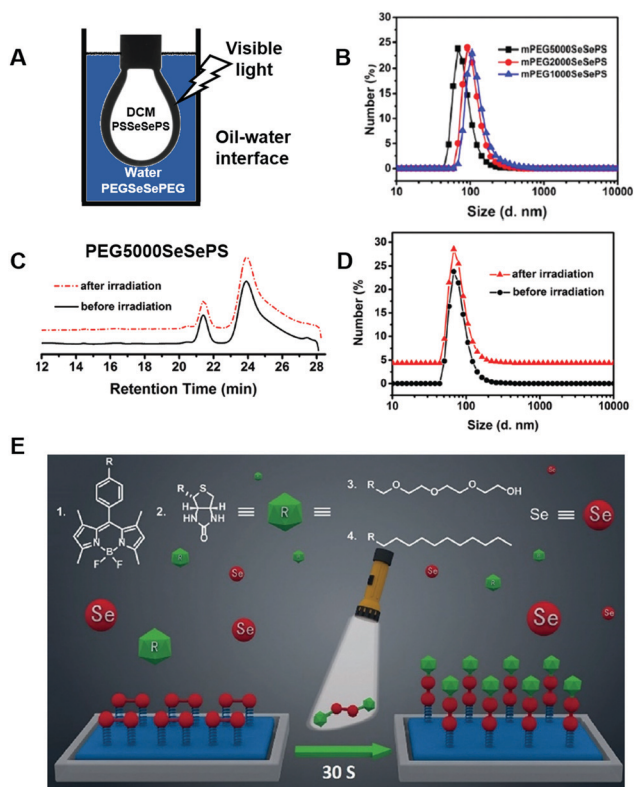 A
Visible
light
DCM
PSSeSePS
Oil-water
interface
Water
PEGSeSePEG
B
Number (%)
30
25
20
15
10
5
0
mPEG5000SeSePS
mPEG2000SeSePS
mPEG1000SeSePS
10 100 1000 10000
Size (d. nm)
C
PEG5000SeSePS
after irradiation
before irradiation
12 14 16 18 20 22 24 26 28
Retention Time (min)
D
Number (%
30
25
20
15
10
5
0
after irradiation
before irradiation
10 100 1000 10000
Size (d. nm)
E
R
1.
N
N
B
F F
2.
R
S
HN NH
O
≡
R
≡
3.
R O O O OH
4.
R
Se ≡ Se
R
Se
Se
R
Se
R
Se
Se
30 S